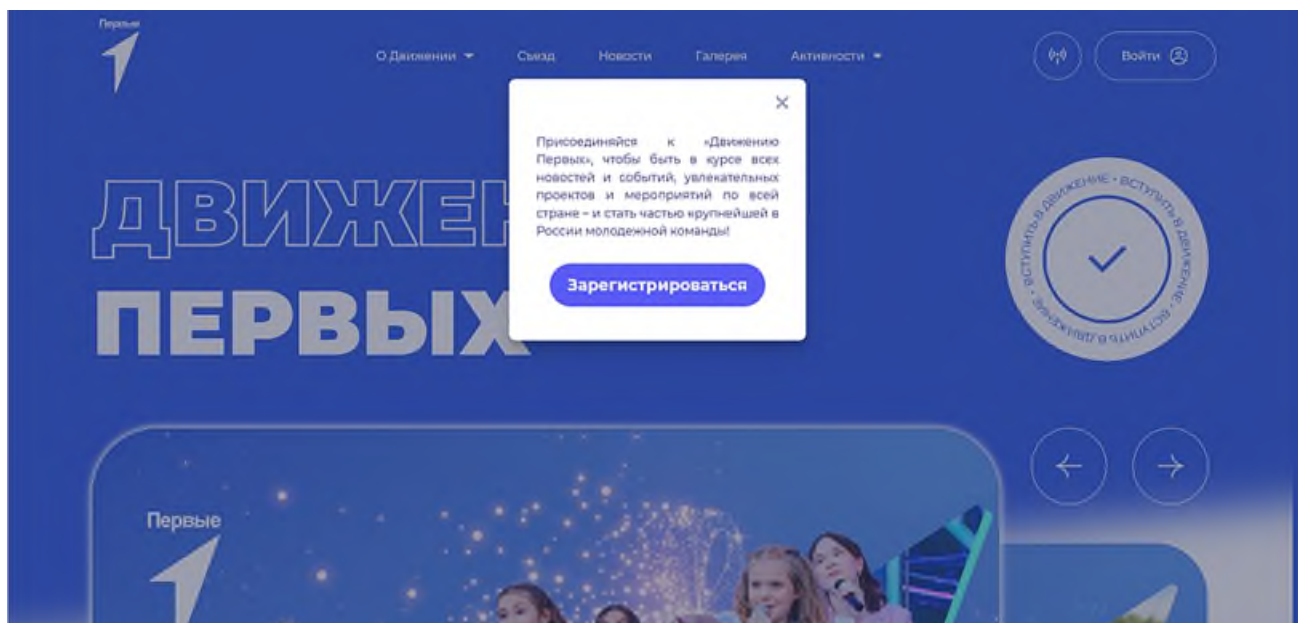 Первые
О Движении
Съезд
Новости
Галерея
Активности
Войти
Присоединяйся к «Движению
Первых», чтобы быть в курсе всех
новостей и событий, увлекательных
проектов и мероприятий по всей
стране – и стать частью крупнейшей в
России молодежной команды!
Зарегистрироваться
ДВИЖЕН
ПЕРВЫХ
ВСТУПИТЬ В ДВИЖЕНИЕ • ВСТУПИТЬ В ДВИЖЕНИЕ • ВСТУПИТЬ В ДВИЖЕНИЕ •
Первые